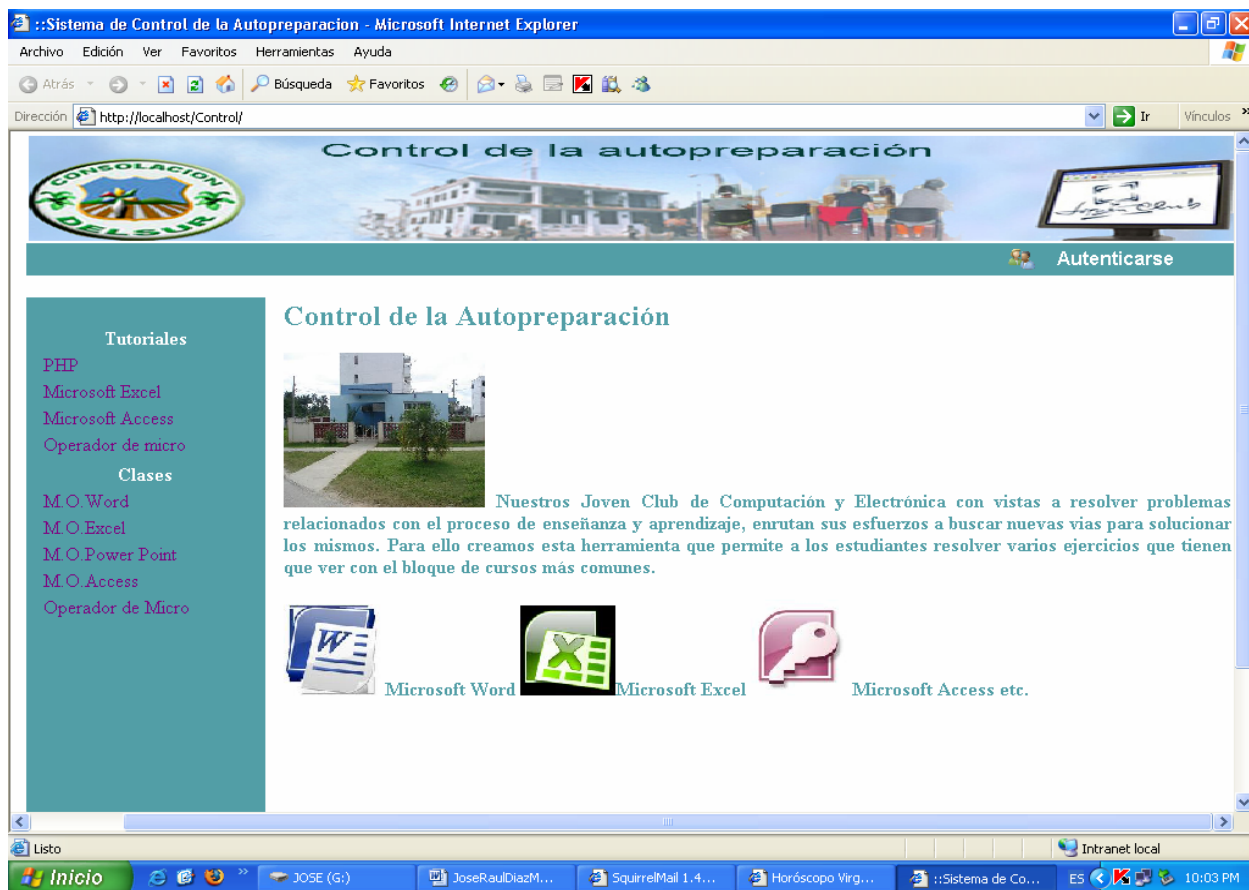 ::Sistema de Control de la Autopreparacion - Microsoft Internet Explorer
Archivo Edición Ver Favoritos Herramientas Ayuda
Atrás Búsqueda Favoritos
Dirección http://localhost/Control/ Ir Vínculos »
Control de la autopreparación
CONSOLACION
DEL SUR
Joven Club
Autenticarse
Tutoriales
PHP
Microsoft Excel
Microsoft Access
Operador de micro
Clases
M.O.Word
M.O.Excel
M.O.Power Point
M.O.Access
Operador de Micro
Control de la Autopreparación
Nuestros Joven Club de Computación y Electrónica con vistas a resolver problemas
relacionados con el proceso de enseñanza y aprendizaje, enrutan sus esfuerzos a buscar nuevas vias para solucionar
los mismos. Para ello creamos esta herramienta que permite a los estudiantes resolver varios ejercicios que tienen
que ver con el bloque de cursos más comunes.
Microsoft Word Microsoft Excel Microsoft Access etc.
Listo Intranet local
Inicio » JOSE (G:) JoseRaulDiazM... SquirrelMail 1.4... Horóscopo Virg... ::Sistema de Co... ES 10:03 PM